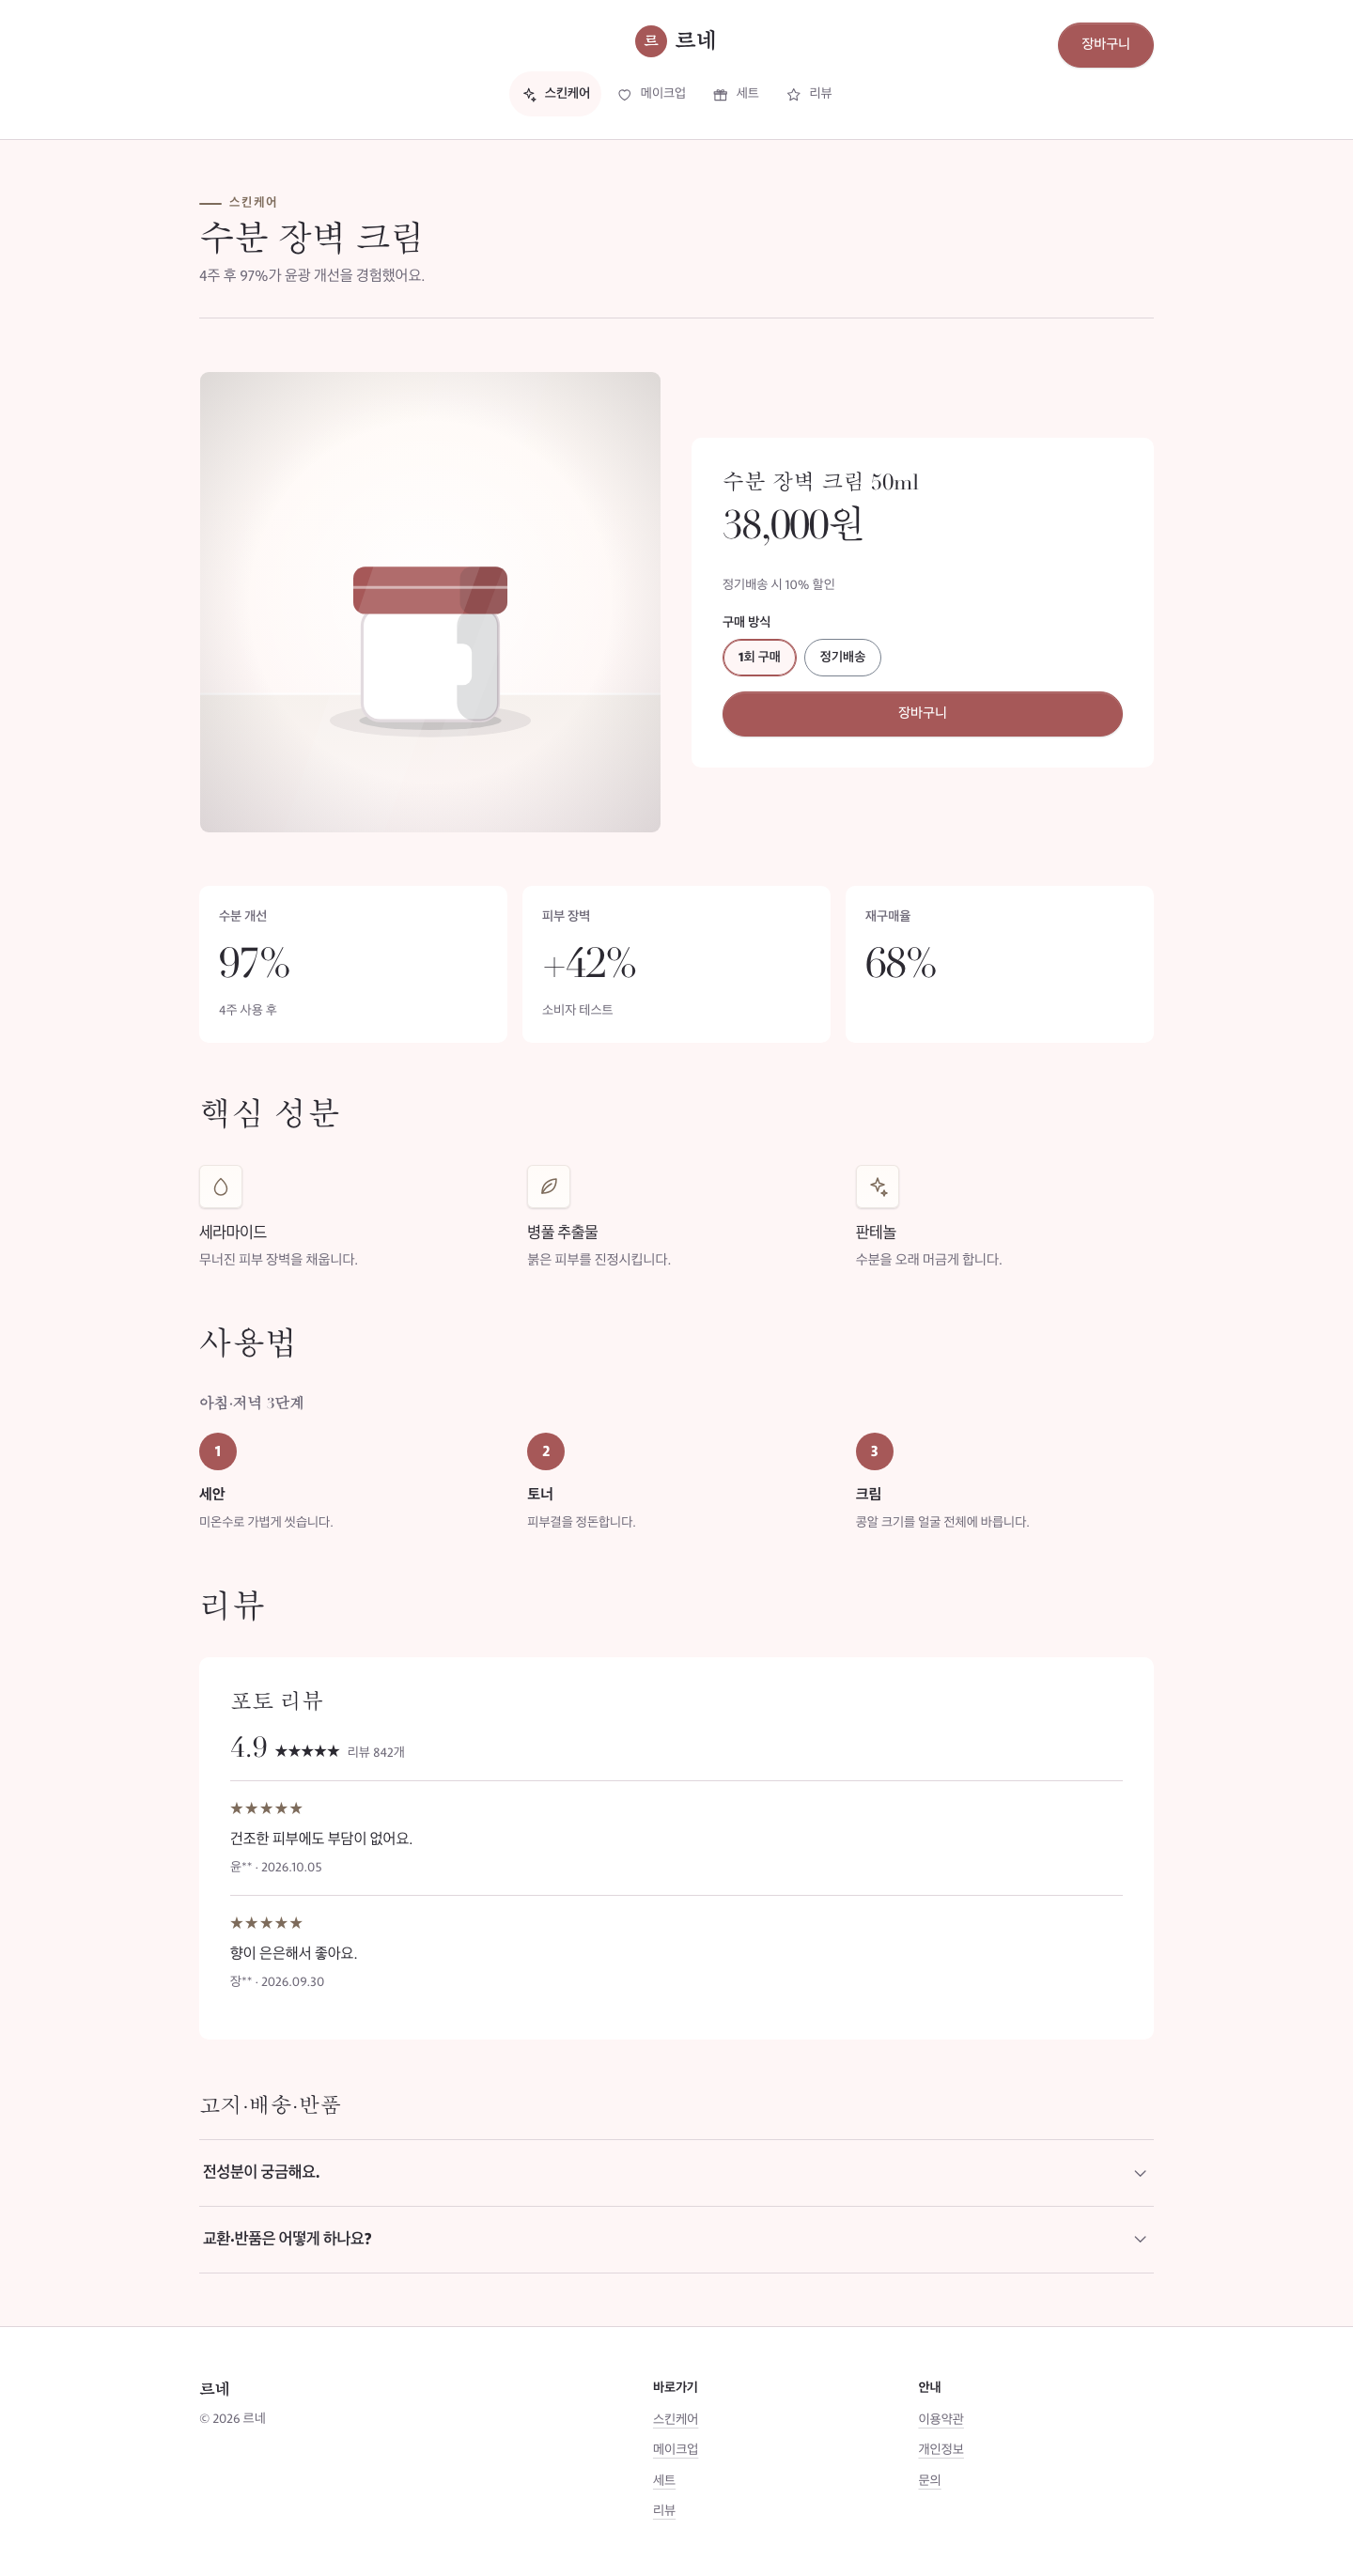 르 르네
장바구니
스킨케어 메이크업 세트 리뷰
스킨케어
수분 장벽 크림
4주 후 97%가 윤광 개선을 경험했어요.
수분 장벽 크림 50ml
38,000원
정기배송 시 10% 할인
구매 방식
1회 구매 정기배송
장바구니
수분 개선
97%
4주 사용 후
피부 장벽
+42%
소비자 테스트
재구매율
68%
핵심 성분
세라마이드
무너진 피부 장벽을 채웁니다.
병풀 추출물
붉은 피부를 진정시킵니다.
판테놀
수분을 오래 머금게 합니다.
사용법
아침·저녁 3단계
1
세안
미온수로 가볍게 씻습니다.
2
토너
피부결을 정돈합니다.
3
크림
콩알 크기를 얼굴 전체에 바릅니다.
리뷰
포토 리뷰
4.9 ★★★★★ 리뷰 842개
★★★★★
건조한 피부에도 부담이 없어요.
윤** · 2026.10.05
★★★★★
향이 은은해서 좋아요.
장** · 2026.09.30
고지·배송·반품
전성분이 궁금해요.
교환·반품은 어떻게 하나요?
르네
© 2026 르네
바로가기
스킨케어
메이크업
세트
리뷰
안내
이용약관
개인정보
문의